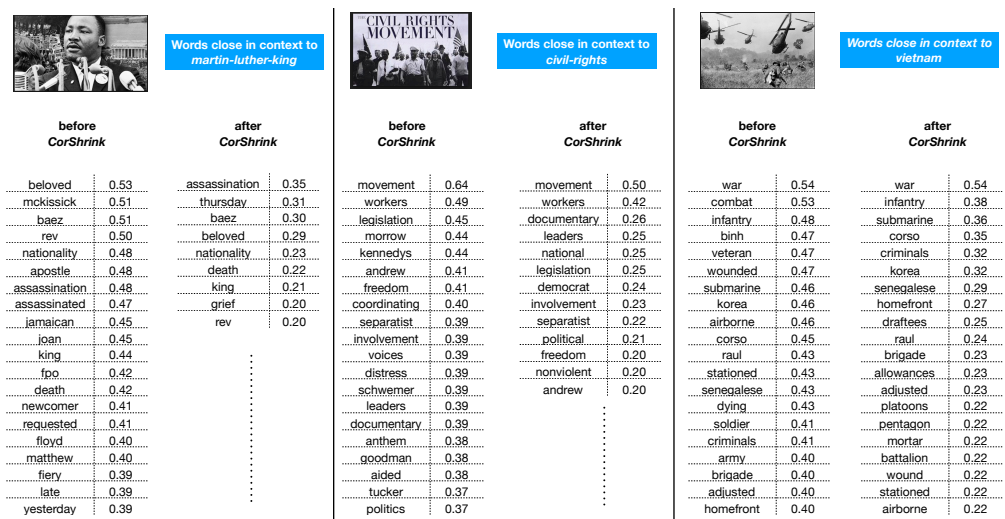 Words close in context to
martin-luther-king
before
CorShrink
after
CorShrink
beloved 0.53
mckissick 0.51
baez 0.51
rev 0.50
nationality 0.48
apostle 0.48
assassination 0.48
assassinated 0.47
jamaican 0.45
joan 0.45
king 0.44
fpo 0.42
death 0.42
newcomer 0.41
requested 0.41
floyd 0.40
matthew 0.40
fiery 0.39
late 0.39
yesterday 0.39
assassination 0.35
thursday 0.31
baez 0.30
beloved 0.29
nationality 0.23
death 0.22
king 0.21
grief 0.20
rev 0.20
CIVIL RIGHTS
MOVEMENT
Words close in context to
civil-rights
before
CorShrink
after
CorShrink
movement 0.64
workers 0.49
legislation 0.45
morrow 0.44
kennedys 0.44
andrew 0.41
freedom 0.41
coordinating 0.40
separatist 0.39
involvement 0.39
voices 0.39
distress 0.39
schwemer 0.39
leaders 0.39
documentary 0.39
anthem 0.38
goodman 0.38
aided 0.38
tucker 0.37
politics 0.37
movement 0.50
workers 0.42
documentary 0.26
leaders 0.25
national 0.25
legislation 0.25
democrat 0.24
involvement 0.23
separatist 0.22
political 0.21
freedom 0.20
nonviolent 0.20
andrew 0.20
Words close in context to
vietnam
before
CorShrink
after
CorShrink
war 0.54
combat 0.53
infantry 0.48
binh 0.47
veteran 0.47
wounded 0.47
submarine 0.46
korea 0.46
airborne 0.46
corso 0.45
raul 0.43
stationed 0.43
senegalese 0.43
dying 0.43
soldier 0.41
criminals 0.41
army 0.40
brigade 0.40
adjusted 0.40
homefront 0.40
war 0.54
infantry 0.38
submarine 0.36
corso 0.35
criminals 0.32
korea 0.32
senegalese 0.29
homefront 0.27
draftees 0.25
raul 0.24
brigade 0.23
allowances 0.23
adjusted 0.23
platoons 0.22
pentagon 0.22
mortar 0.22
battalion 0.22
wound 0.22
stationed 0.22
airborne 0.22